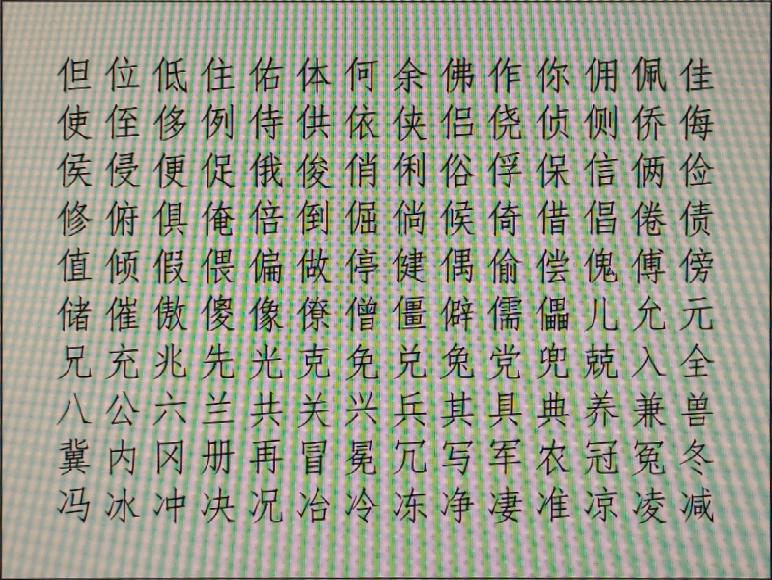 但位低住佑体何余佛作你佣佩佳
使侄侈例侍供依侠侣侥侦侧侨侮
侯侵便促俄俊俏俐俗俘保信俩俭
修俯俱俺倍倒倔倘候倚借倡倦债
值倾假偎偏做停健偶偷偿傀傅傍
储催傲傻像僚僧僵僻儒儡儿允元
兄充兆先光克免兑兔党兜兢入全
八公六兰共关兴兵其具典养兼兽
冀内冈册再冒冕冗写军农冠冤冬
冯冰冲决况冶冷冻净凄准凉凌减